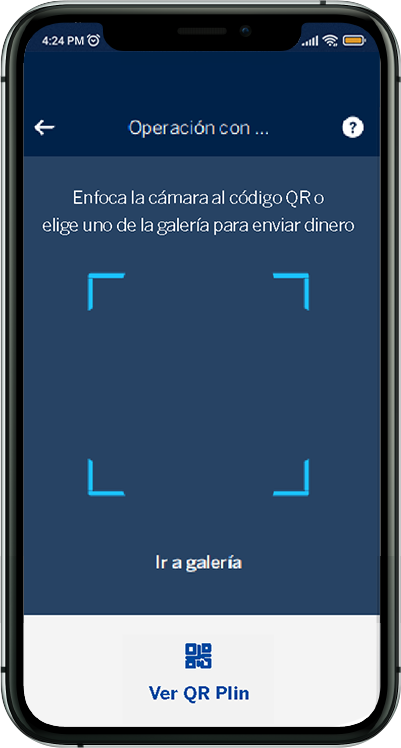 4:24 PM
Operación con ...
?
Enfoca la cámara al código QR o
elige uno de la galería para enviar dinero
Ir a galería
Ver QR Plin